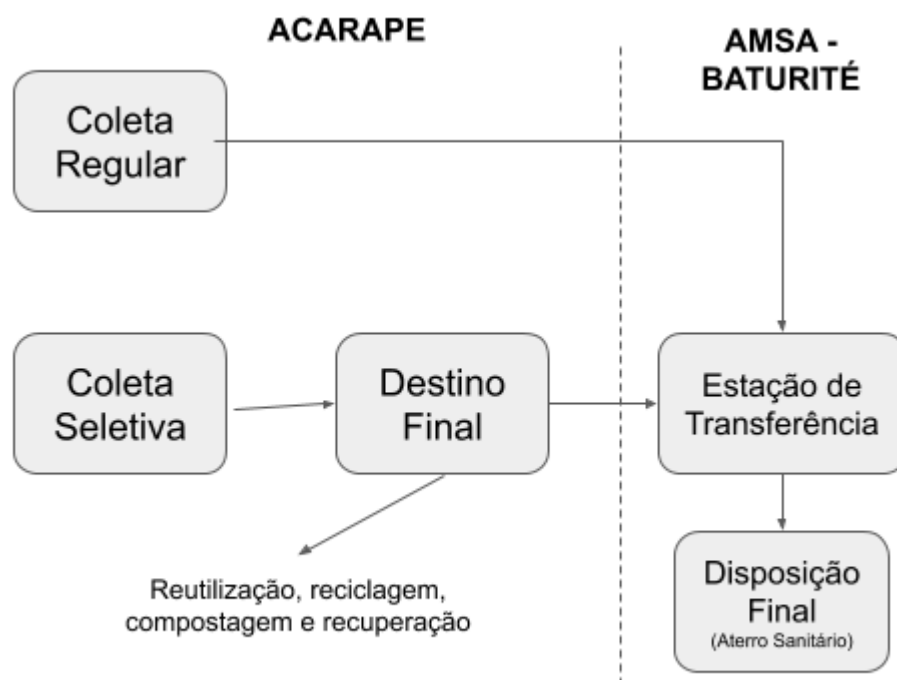 ACARAPE
AMSA -
BATURITÉ
Coleta
Regular
Coleta
Seletiva
Destino
Final
Estação de
Transferência
Reutilização, reciclagem,
compostagem e recuperação
Disposição
Final
(Aterro Sanitário)